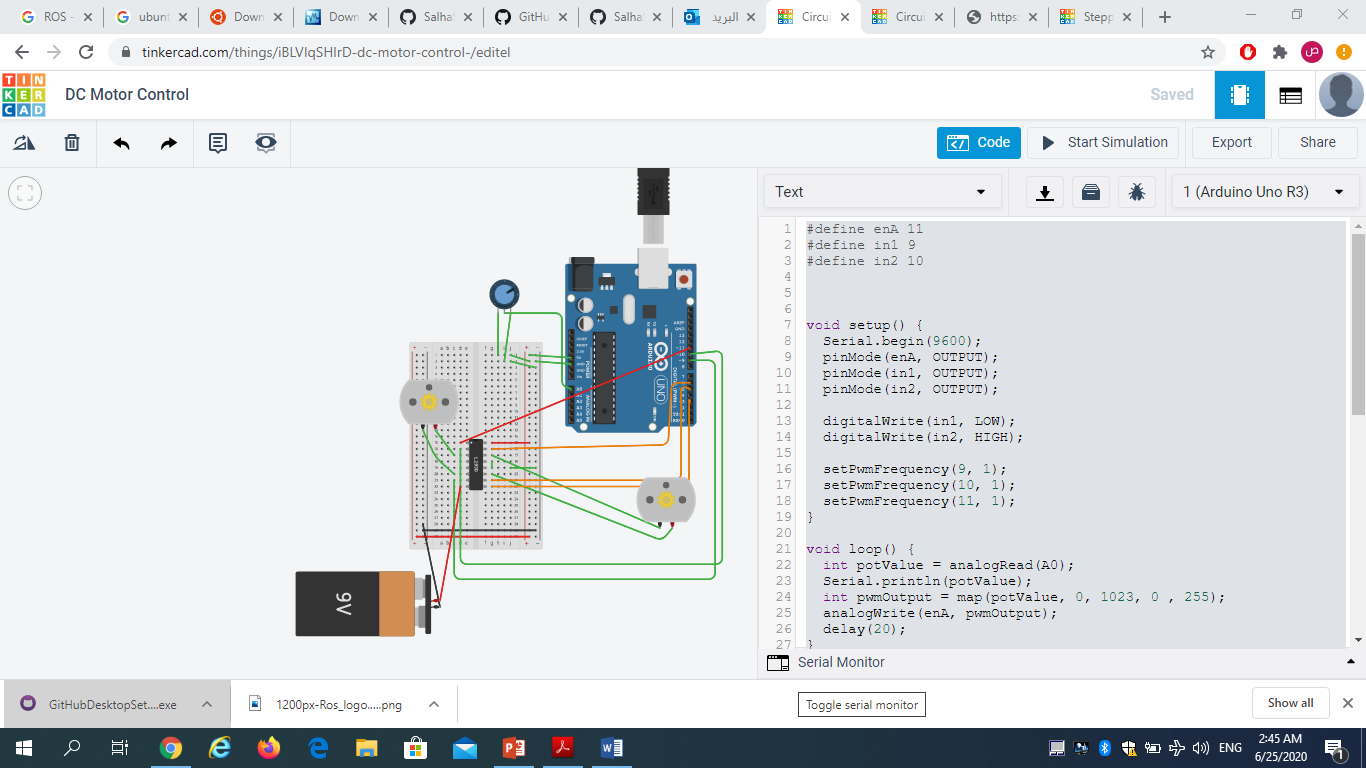 ROS -
ubunt
Down
Down
Salha
GitHu
Salha
البريد
Circui
Circui
https:
Stepp
tinkercad.com/things/iBLVlqSHIrD-dc-motor-control-/editel
ص
TIN
KER
CAD
DC Motor Control
Saved
Code
Start Simulation
Export
Share
Text
1 (Arduino Uno R3)
1 #define enA 11
2 #define in1 9
3 #define in2 10
4
5
6
7 void setup() {
8 Serial.begin(9600);
9 pinMode(enA, OUTPUT);
10 pinMode(in1, OUTPUT);
11 pinMode(in2, OUTPUT);
12
13 digitalWrite(in1, LOW);
14 digitalWrite(in2, HIGH);
15
16 setPwmFrequency(9, 1);
17 setPwmFrequency(10, 1);
18 setPwmFrequency(11, 1);
19 }
20
21 void loop() {
22 int potValue = analogRead(A0);
23 Serial.println(potValue);
24 int pwmOutput = map(potValue, 0, 1023, 0 , 255);
25 analogWrite(enA, pwmOutput);
26 delay(20);
27 }
ARDUINO
UNO
L293D
9V
Serial Monitor
GitHubDesktopSet....exe
1200px-Ros_logo.....png
Toggle serial monitor
Show all
ENG
2:45 AM
6/25/2020
1